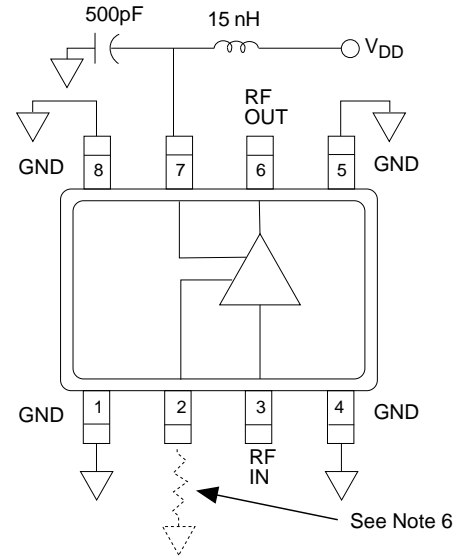 500pF
15 nH
VDD
RF
OUT
GND
8
7
6
5
GND
GND
1
2
3
4
GND
RF
IN
See Note 6